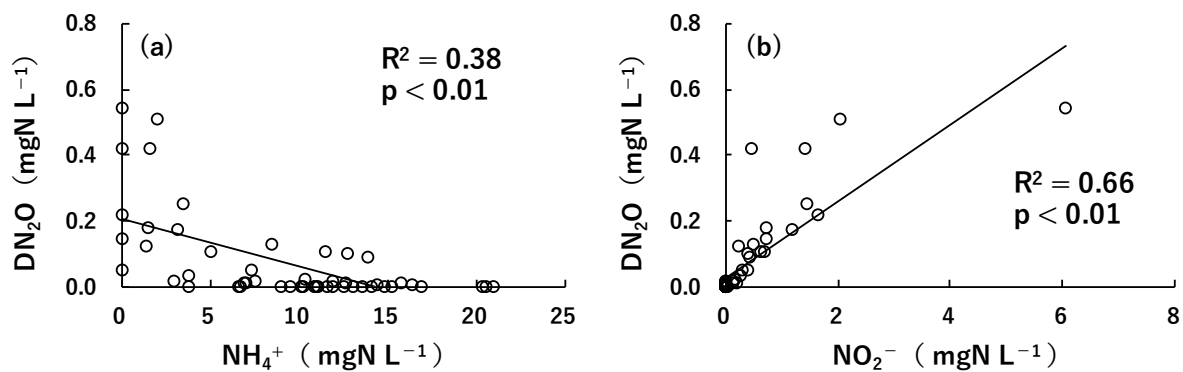 (a)
R² = 0.38
p < 0.01
DN₂O (mgN L⁻¹)
0.8
0.6
0.4
0.2
0.0
0 5 10 15 20 25
NH₄⁺ (mgN L⁻¹)
(b)
R² = 0.66
p < 0.01
DN₂O (mgN L⁻¹)
0.8
0.6
0.4
0.2
0.0
0 2 4 6 8
NO₂⁻ (mgN L⁻¹)